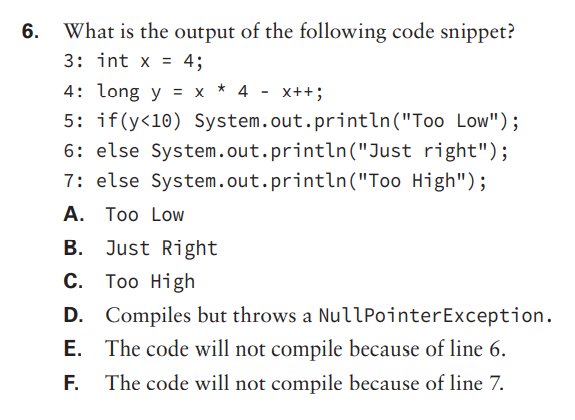 6. What is the output of the following code snippet?
3: int x = 4;
4: long y = x * 4 - x++;
5: if(y<10) System.out.println("Too Low");
6: else System.out.println("Just right");
7: else System.out.println("Too High");
A. Too Low
B. Just Right
C. Too High
D. Compiles but throws a NullPointerException.
E. The code will not compile because of line 6.
F. The code will not compile because of line 7.